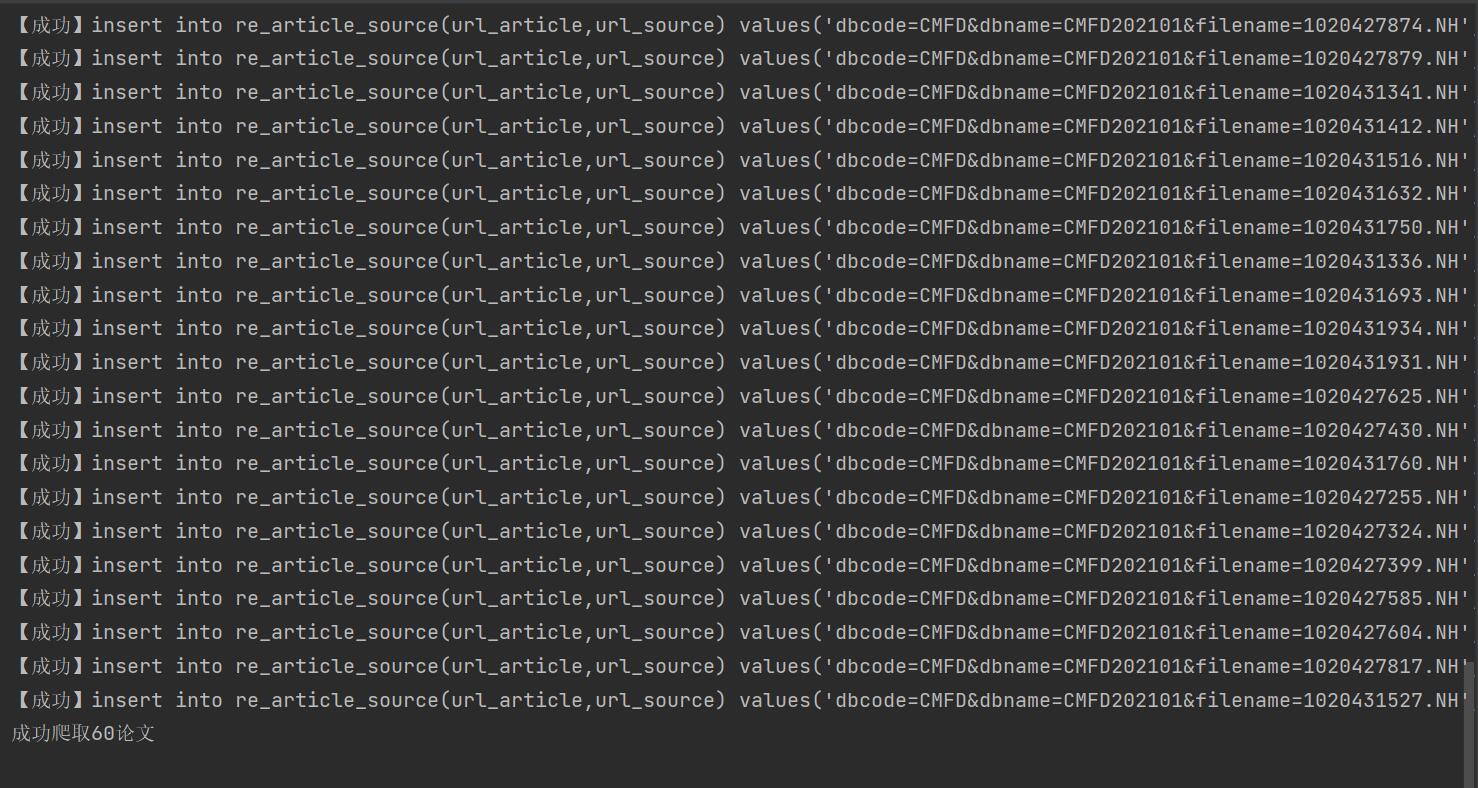 【成功】insert into re_article_source(url_article,url_source) values('dbcode=CMFD&dbname=CMFD202101&filename=1020427874.NH'
【成功】insert into re_article_source(url_article,url_source) values('dbcode=CMFD&dbname=CMFD202101&filename=1020427879.NH'
【成功】insert into re_article_source(url_article,url_source) values('dbcode=CMFD&dbname=CMFD202101&filename=1020431341.NH'
【成功】insert into re_article_source(url_article,url_source) values('dbcode=CMFD&dbname=CMFD202101&filename=1020431412.NH'
【成功】insert into re_article_source(url_article,url_source) values('dbcode=CMFD&dbname=CMFD202101&filename=1020431516.NH'
【成功】insert into re_article_source(url_article,url_source) values('dbcode=CMFD&dbname=CMFD202101&filename=1020431632.NH'
【成功】insert into re_article_source(url_article,url_source) values('dbcode=CMFD&dbname=CMFD202101&filename=1020431750.NH'
【成功】insert into re_article_source(url_article,url_source) values('dbcode=CMFD&dbname=CMFD202101&filename=1020431336.NH'
【成功】insert into re_article_source(url_article,url_source) values('dbcode=CMFD&dbname=CMFD202101&filename=1020431693.NH'
【成功】insert into re_article_source(url_article,url_source) values('dbcode=CMFD&dbname=CMFD202101&filename=1020431934.NH'
【成功】insert into re_article_source(url_article,url_source) values('dbcode=CMFD&dbname=CMFD202101&filename=1020431931.NH'
【成功】insert into re_article_source(url_article,url_source) values('dbcode=CMFD&dbname=CMFD202101&filename=1020427625.NH'
【成功】insert into re_article_source(url_article,url_source) values('dbcode=CMFD&dbname=CMFD202101&filename=1020427430.NH'
【成功】insert into re_article_source(url_article,url_source) values('dbcode=CMFD&dbname=CMFD202101&filename=1020431760.NH'
【成功】insert into re_article_source(url_article,url_source) values('dbcode=CMFD&dbname=CMFD202101&filename=1020427255.NH'
【成功】insert into re_article_source(url_article,url_source) values('dbcode=CMFD&dbname=CMFD202101&filename=1020427324.NH'
【成功】insert into re_article_source(url_article,url_source) values('dbcode=CMFD&dbname=CMFD202101&filename=1020427399.NH'
【成功】insert into re_article_source(url_article,url_source) values('dbcode=CMFD&dbname=CMFD202101&filename=1020427585.NH'
【成功】insert into re_article_source(url_article,url_source) values('dbcode=CMFD&dbname=CMFD202101&filename=1020427604.NH'
【成功】insert into re_article_source(url_article,url_source) values('dbcode=CMFD&dbname=CMFD202101&filename=1020427817.NH'
【成功】insert into re_article_source(url_article,url_source) values('dbcode=CMFD&dbname=CMFD202101&filename=1020431527.NH'
成功爬取60论文